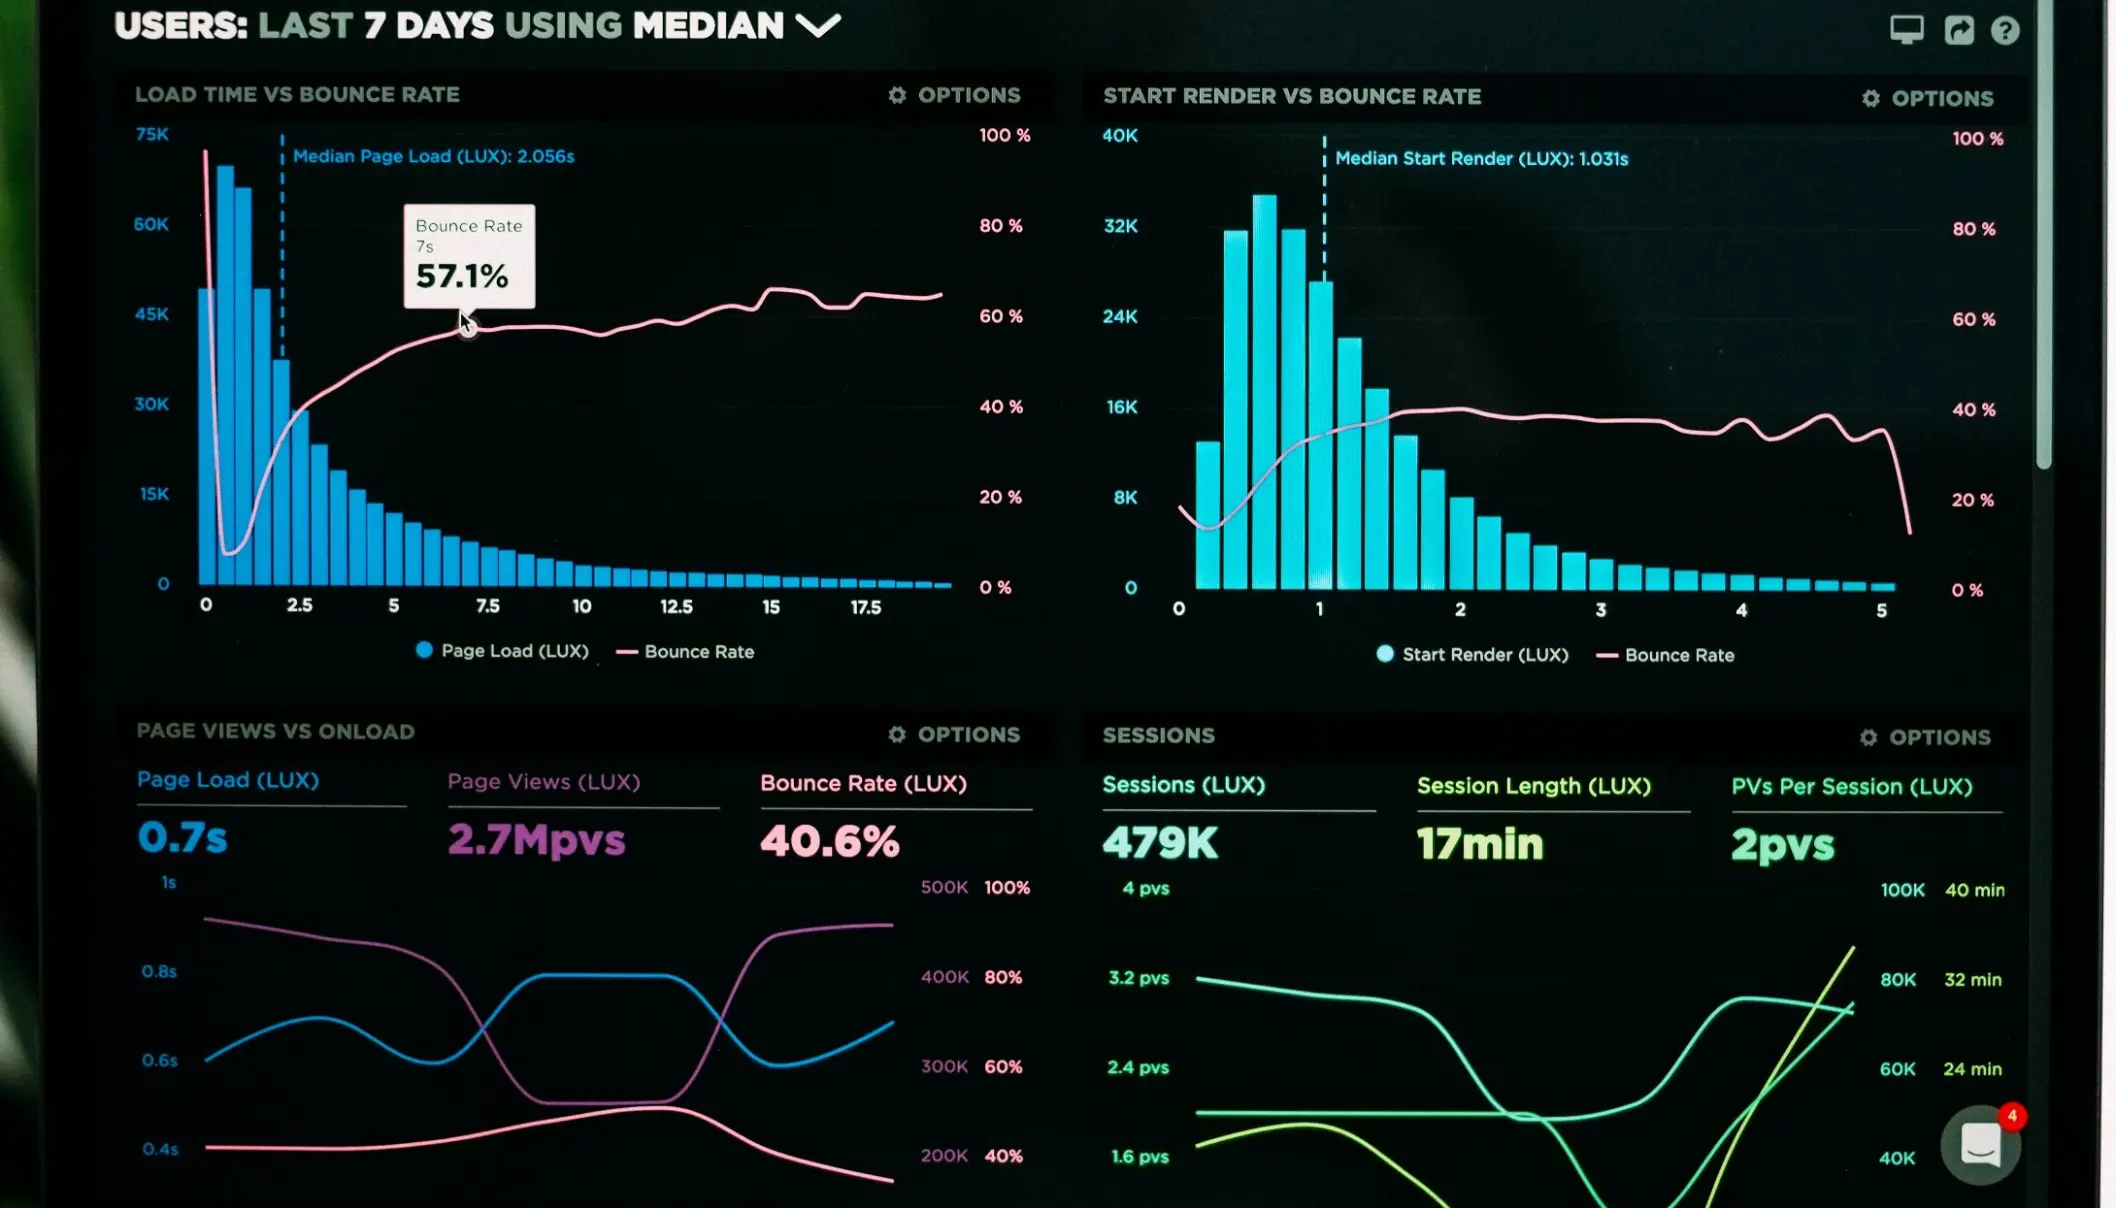 USERS: LAST 7 DAYS USING MEDIAN
LOAD TIME VS BOUNCE RATE
OPTIONS
75K
60K
45K
30K
15K
0
100 %
80 %
60 %
40 %
20 %
0 %
Median Page Load (LUX): 2.056s
Bounce Rate
7s
57.1%
0 2.5 5 7.5 10 12.5 15 17.5
Page Load (LUX) Bounce Rate
START RENDER VS BOUNCE RATE
OPTIONS
40K
32K
24K
16K
8K
0
100 %
80 %
60 %
40 %
20 %
0 %
Median Start Render (LUX): 1.031s
0 1 2 3 4 5
Start Render (LUX) Bounce Rate
PAGE VIEWS VS ONLOAD
OPTIONS
Page Load (LUX) Page Views (LUX) Bounce Rate (LUX)
0.7s 2.7Mpvs 40.6%
1s 500K 100%
0.8s 400K 80%
0.6s 300K 60%
0.4s 200K 40%
SESSIONS
OPTIONS
Sessions (LUX) Session Length (LUX) PVs Per Session (LUX)
479K 17min 2pvs
4 pvs 100K 40 min
3.2 pvs 80K 32 min
2.4 pvs 60K 24 min
1.6 pvs 40K
4